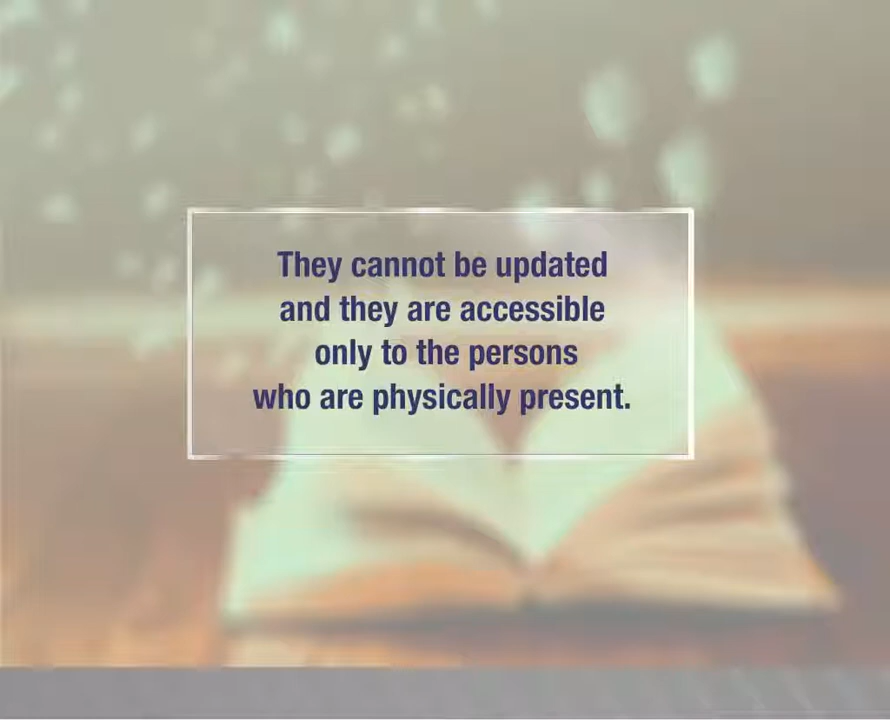 They cannot be updated
and they are accessible
only to the persons
who are physically present.